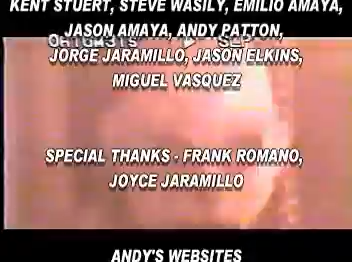 KENT STUERT, STEVE WASILY, EMILIO AMAYA,
JASON AMAYA, ANDY PATTON,
JORGE JARAMILLO, JASON ELKINS,
MIGUEL VASQUEZ
SPECIAL THANKS - FRANK ROMANO,
JOYCE JARAMILLO
ANDY'S WEBSITES